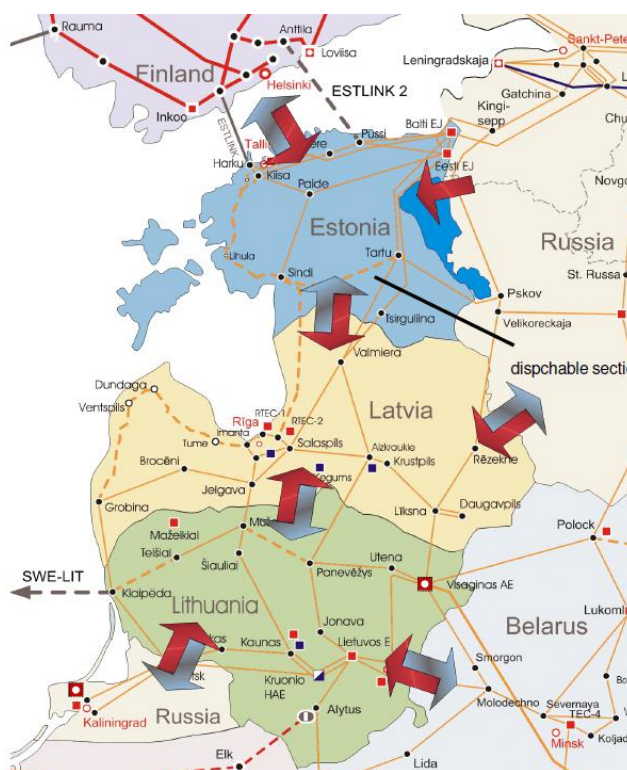 Rauma
Anttila
Loviisa
Finland
Helsinki
Inkoo
ESTLINK 2
ESTLINK
Sankt-Pete
Leningradskaja
Gatchina
Kingi-
sepp
Balti EJ
Eesti EJ
Püssi
Harku
Kiisa
Paide
Estonia
Russia
Novgo
Lihula
Sindi
Tartu
St. Russa
Pskov
Velikoreckaja
Tsirguliina
Valmiera
dispchable sectio
Dundaga
Ventspils
Rīga
RTEC-1
RTEC-2
Imanta
Tume
Salaspils
Latvia
Aizkraukle
Krustpils
Rēzekne
Brocēni
Jelgava
Grobina
Līksna
Daugavpils
Mažeikiai
Telšiai
Šiauliai
Panevėžys
Utena
Polock
SWE-LIT
Klaipėda
Visaginas AE
Lithuania
Jonava
Kaunas
Lietuvos E
Belarus
Lukoml
Smorgon
Kruonio
HAE
Molodechno
Severnaya
TEC-4
Kaliningrad
Russia
Alytus
Minsk
Koljad
Elk
Lida